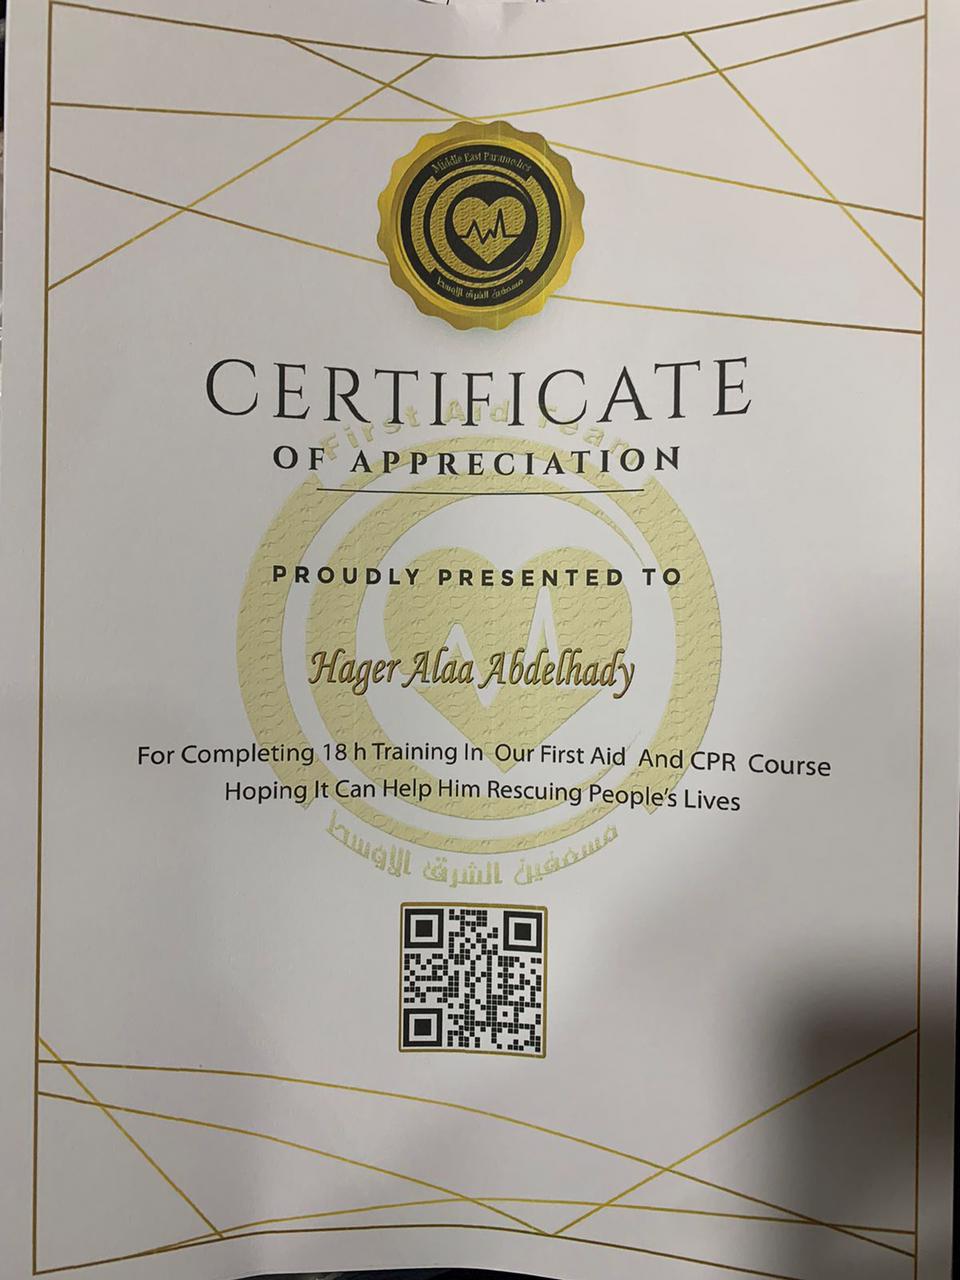 Middle East Paramedics
مسعفين الشرق الأوسط
CERTIFICATE
First Aid Team
OF APPRECIATION
PROUDLY PRESENTED TO
Hager Alaa Abdelhady
For Completing 18 h Training In Our First Aid And CPR Course
Hoping It Can Help Him Rescuing People's Lives
مسعفين الشرق الأوسط